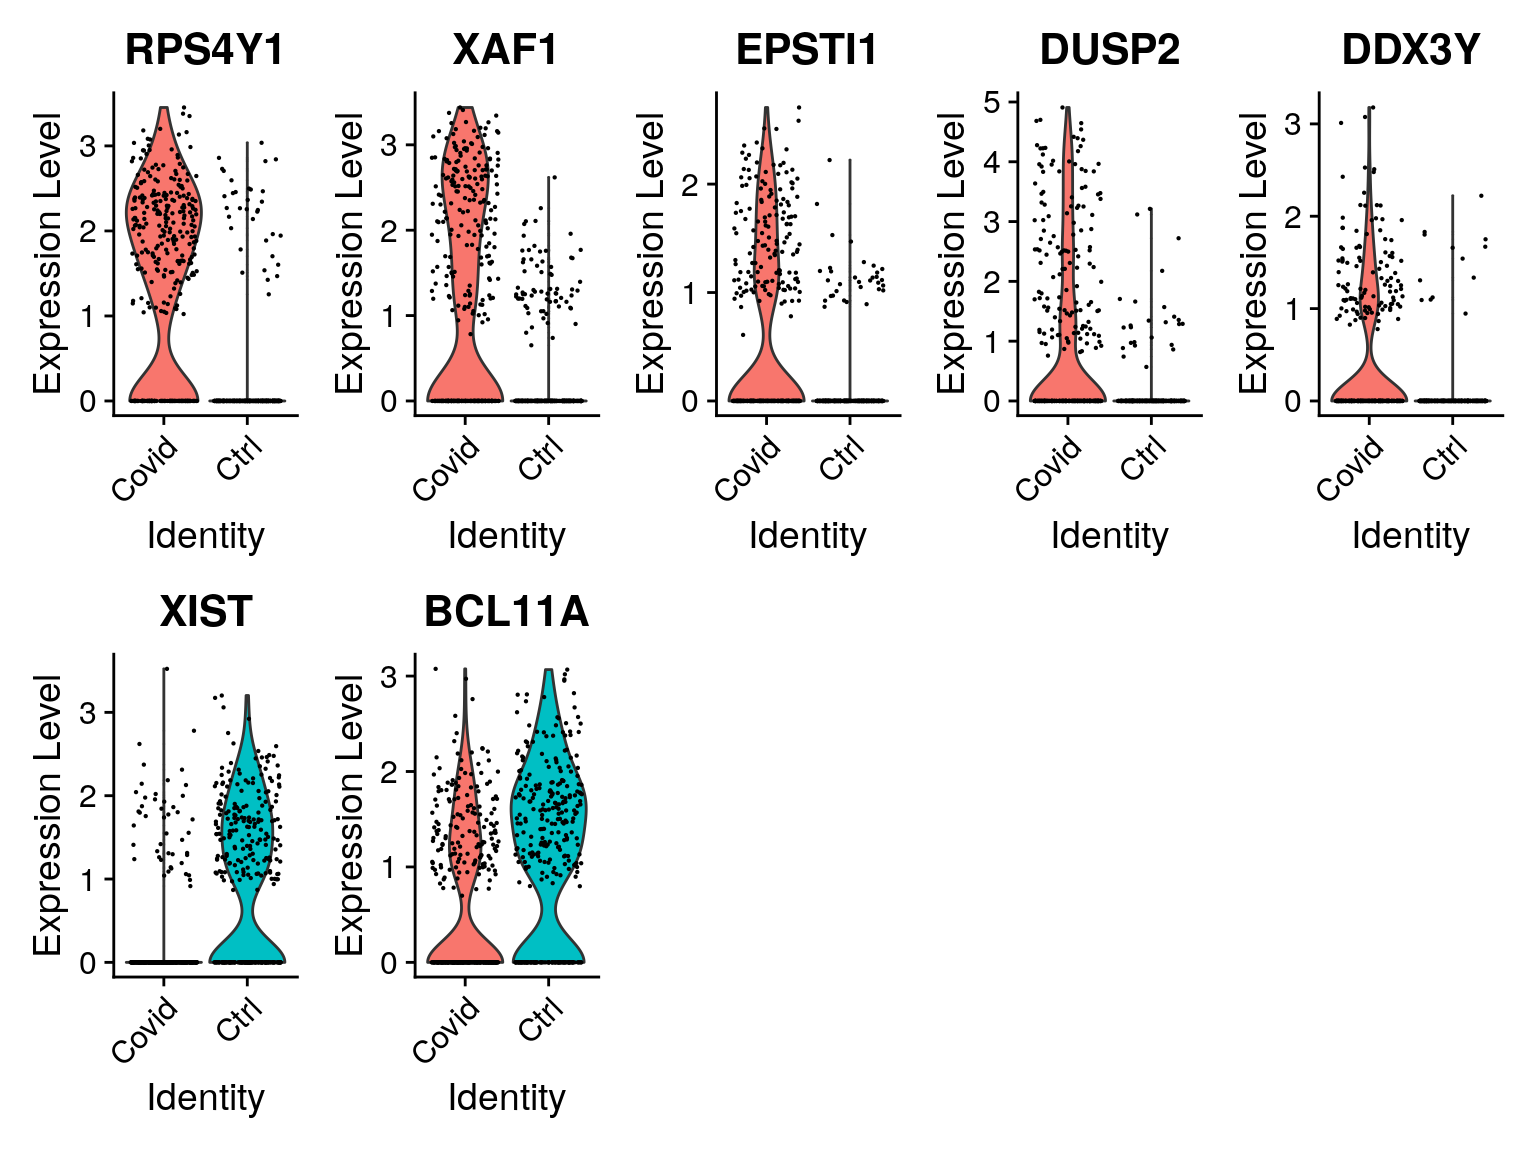 RPS4Y1 XAF1 EPSTI1 DUSP2 DDX3Y
Expression Level Expression Level Expression Level Expression Level Expression Level
3 2 1 0
3 2 1 0
2 1 0
5 4 3 2 1 0
3 2 1 0
Covid Ctrl Covid Ctrl Covid Ctrl Covid Ctrl Covid Ctrl
Identity Identity Identity Identity Identity
XIST BCL11A
Expression Level Expression Level
3 2 1 0
3 2 1 0
Covid Ctrl Covid Ctrl
Identity Identity